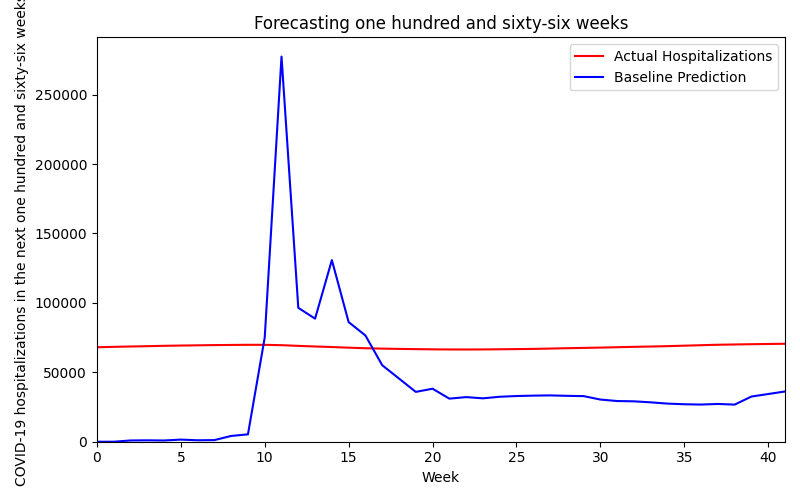 Forecasting one hundred and sixty-six weeks
Actual Hospitalizations
Baseline Prediction
COVID-19 hospitalizations in the next one hundred and sixty-six weeks
250000
200000
150000
100000
50000
0
0 5 10 15 20 25 30 35 40
Week